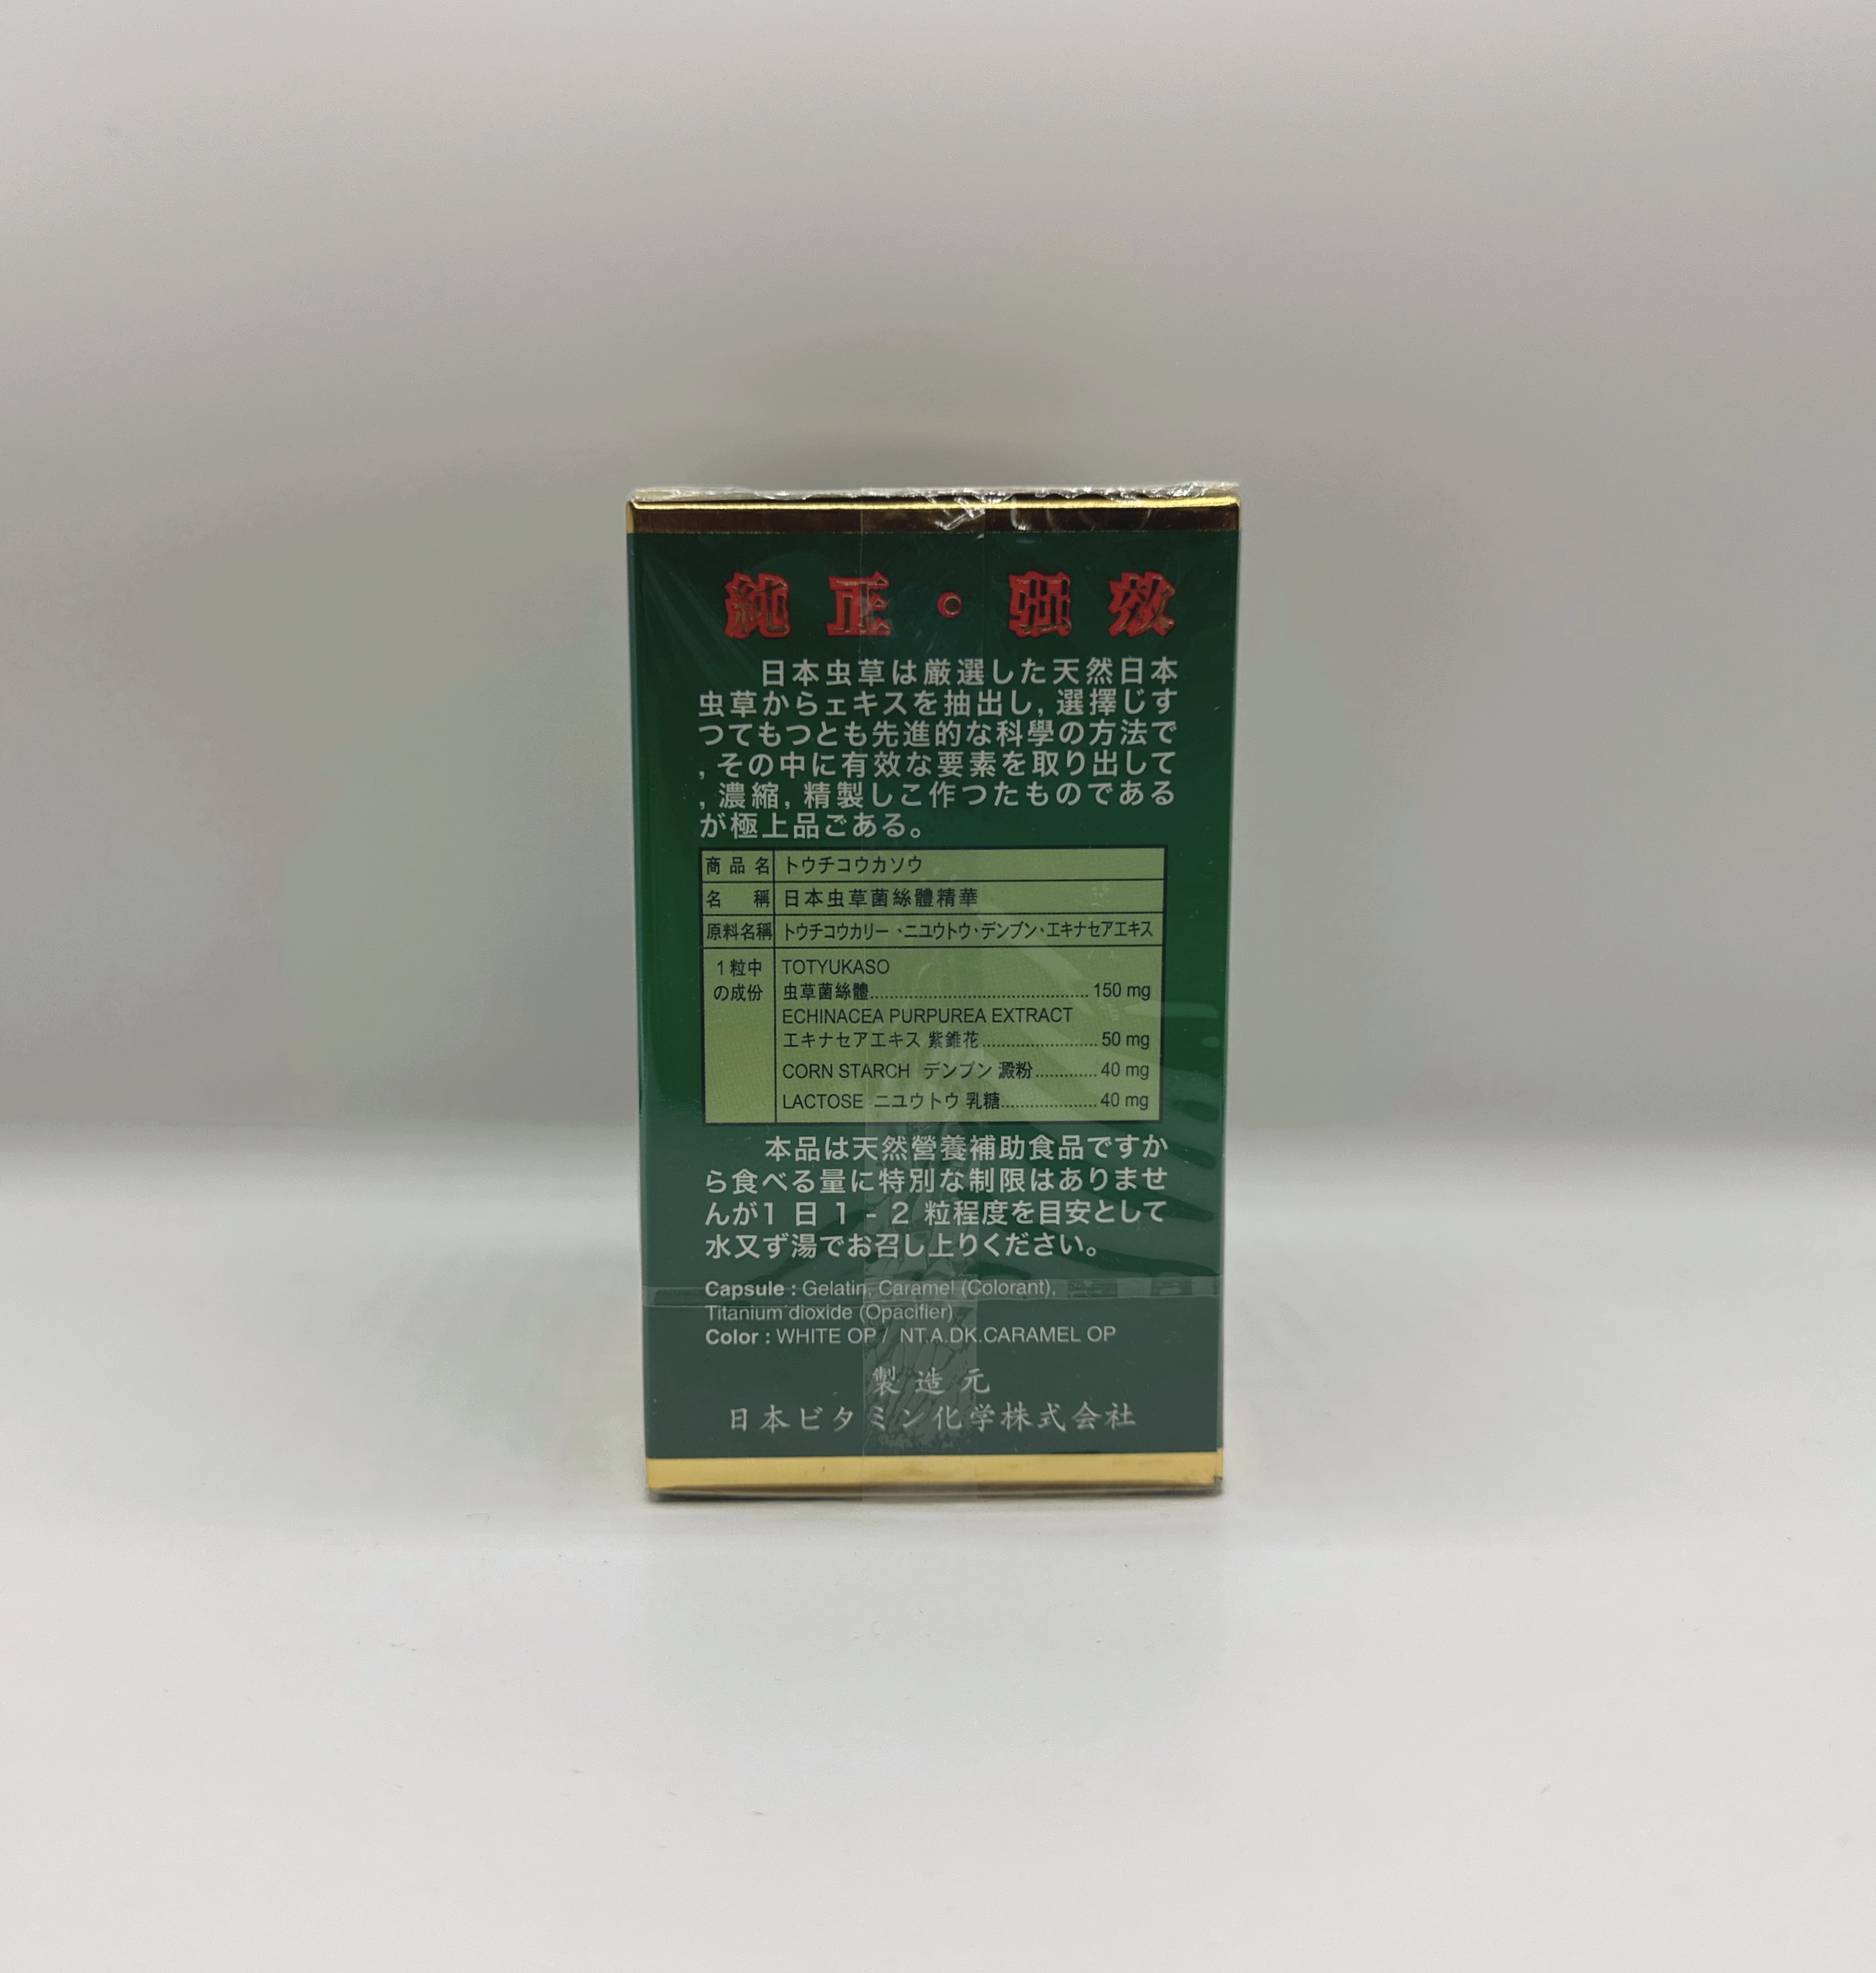 純正・强效
日本虫草は厳選した天然日本
虫草からエキスを抽出し，選擇じす
つてもつとも先進的な科學の方法で
，その中に有效な要素を取り出して
，濃縮，精製しこ作つたものである
が極上品ごある。
商品名 トウチコウカソウ
名稱 日本虫草菌絲體精華
原料名稱 トウチコウカリー・ニユウトウ・デンブン・エキナセアエキス
1粒中 TOTYUKASO
の成份 虫草菌絲體 150 mg
ECHINACEA PURPUREA EXTRACT
エキナセアエキス 紫錐花 50 mg
CORN STARCH デンブン 澱粉 40 mg
LACTOSE ニユウトウ 乳糖 40 mg
本品は天然營養補助食品ですか
ら食べる量に特別な制限はありませ
んが1 日 1 - 2 粒程度を目安として
水又ず湯でお召し上りください。
Capsule : Gelatin, Caramel (Colorant),
Titanium dioxide (Opacifier)
Color : WHITE OP / NT.A.DK.CARAMEL OP
製造元
日本ビタミン化学株式会社